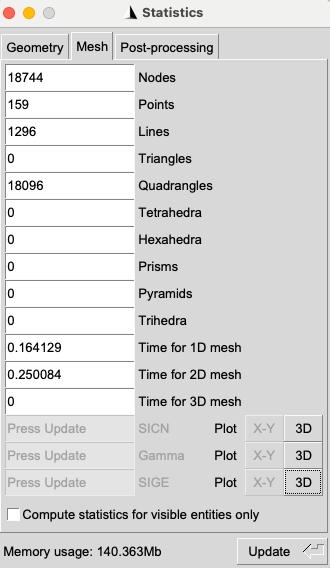 Statistics
Geometry Mesh Post-processing
18744 Nodes
159 Points
1296 Lines
0 Triangles
18096 Quadrangles
0 Tetrahedra
0 Hexahedra
0 Prisms
0 Pyramids
0 Trihedra
0.164129 Time for 1D mesh
0.250084 Time for 2D mesh
0 Time for 3D mesh
Press Update SICN Plot X-Y 3D
Press Update Gamma Plot X-Y 3D
Press Update SIGE Plot X-Y 3D
Compute statistics for visible entities only
Memory usage: 140.363Mb Update